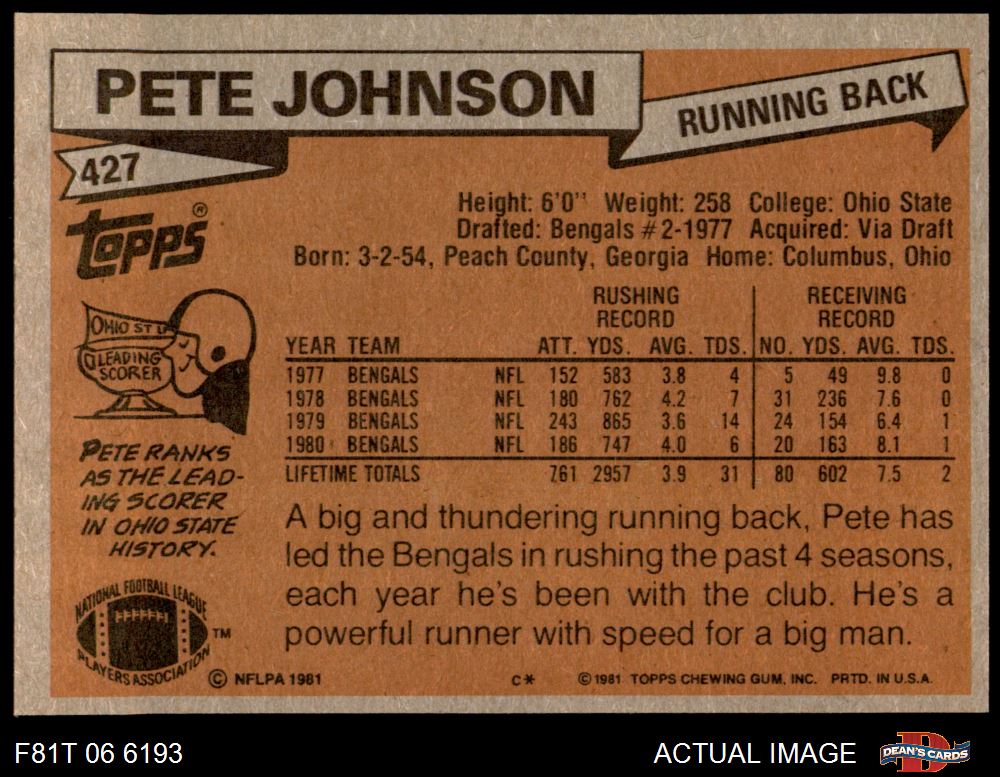 PETE JOHNSON
RUNNING BACK
427
TOPPS®
Height: 6'0'' Weight: 258 College: Ohio State
Drafted: Bengals #2-1977 Acquired: Via Draft
Born: 3-2-54, Peach County, Georgia Home: Columbus, Ohio
RUSHING RECORD RECEIVING RECORD
YEAR TEAM ATT. YDS. AVG. TDS. NO. YDS. AVG. TDS.
1977 BENGALS NFL 152 583 3.8 4 5 49 9.8 0
1978 BENGALS NFL 180 762 4.2 7 31 236 7.6 0
1979 BENGALS NFL 243 865 3.6 14 24 154 6.4 1
1980 BENGALS NFL 186 747 4.0 6 20 163 8.1 1
LIFETIME TOTALS 761 2957 3.9 31 80 602 7.5 2
OHIO ST U
LEADING
SCORER
PETE RANKS
AS THE LEAD-
ING SCORER
IN OHIO STATE
HISTORY.
A big and thundering running back, Pete has
led the Bengals in rushing the past 4 seasons,
each year he's been with the club. He's a
powerful runner with speed for a big man.
NATIONAL FOOTBALL LEAGUE
PLAYERS ASSOCIATION
TM
© NFLPA 1981 C* ©1981 TOPPS CHEWING GUM, INC. PRTD. IN U.S.A.
F81T 06 6193 ACTUAL IMAGE DEAN'S CARDS